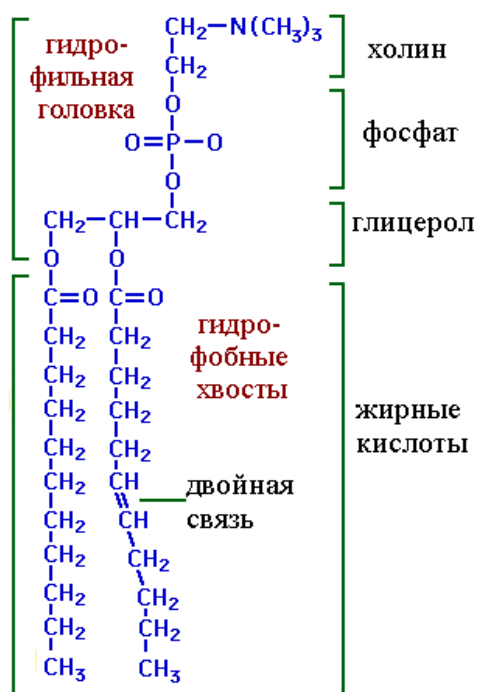 CH₂—N(CH₃)₃
гидро-
фильная
головка
холин
CH₂
O
фосфат
O=P—O
O
CH₂—CH—CH₂
глицерол
O O
C=O C=O
CH₂ CH₂
гидро-
фобные
хвосты
CH₂ CH₂
CH₂ CH₂
жирные
кислоты
CH₂ CH₂
CH₂ CH
двойная
связь
CH₂ CH
CH₂ CH₂
CH₂ CH₂
CH₂ CH₂
CH₃ CH₃